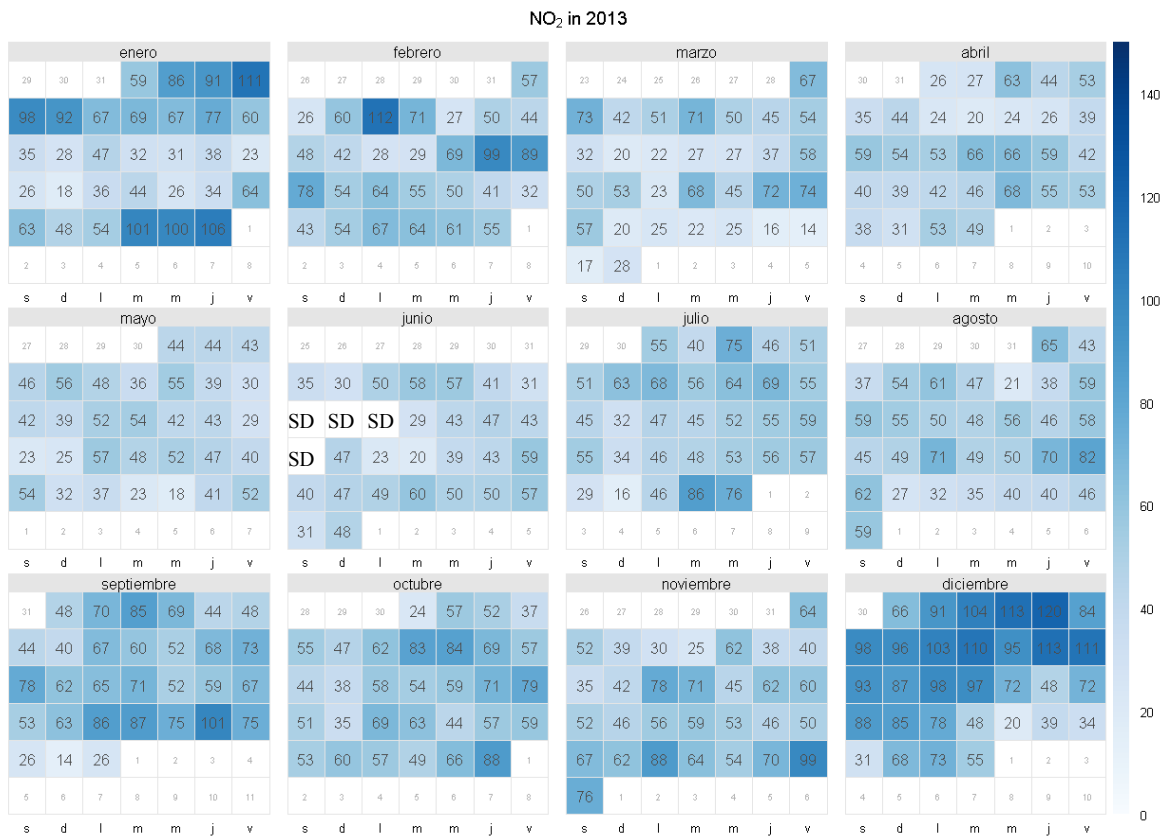 NO₂ in 2013
enero febrero marzo abril
29 30 31 59 86 91 111 26 27 28 29 30 31 57 23 24 25 26 27 28 67 30 31 26 27 63 44 53
98 92 67 69 67 77 60 26 60 112 71 27 50 44 73 42 51 71 50 45 54 35 44 24 20 24 26 39
35 28 47 32 31 38 23 48 42 28 29 69 99 89 32 20 22 27 27 37 58 59 54 53 66 66 59 42
26 18 36 44 26 34 64 78 54 64 55 50 41 32 50 53 23 68 45 72 74 40 39 42 46 68 55 53
63 48 54 101 100 106 1 43 54 67 64 61 55 1 57 20 25 22 25 16 14 38 31 53 49 1 2 3
2 3 4 5 6 7 8 2 3 4 5 6 7 8 17 28 1 2 3 4 5 4 5 6 7 8 9 10
s d l m m j v s d l m m j v s d l m m j v s d l m m j v
mayo junio julio agosto
27 28 29 30 44 44 43 27 28 29 30 31 29 30 55 40 75 46 51 27 28 29 30 31 65 43
46 56 48 36 55 39 30 35 30 50 58 57 41 31 51 63 68 56 64 69 55 37 54 61 47 21 38 59
42 39 52 54 42 43 29 SD SD SD 29 43 47 43 45 32 47 45 52 55 50 59 55 50 48 56 46 58
23 25 57 48 52 47 40 SD 47 23 20 39 43 59 55 34 46 48 53 56 57 45 49 71 49 50 70 82
54 32 37 23 18 41 52 40 47 49 60 50 50 57 29 16 46 86 76 1 2 62 27 32 35 40 40 46
1 2 3 4 5 6 7 31 48 1 2 3 4 5 3 4 5 6 7 8 9 59 1 2 3 4 5 6
s d l m m j v s d l m m j v s d l m m j v s d l m m j v
septiembre octubre noviembre diciembre
31 48 70 85 69 44 48 28 29 30 24 57 52 37 26 27 28 29 30 31 64 30 66 91 104 113 120 84
44 40 67 60 52 68 73 55 47 62 83 84 69 57 52 39 30 25 62 38 40 98 96 103 110 95 113 111
78 62 65 71 52 59 67 44 38 58 54 59 71 79 35 42 78 71 45 62 60 93 87 98 97 72 48 72
53 63 86 87 75 101 75 51 35 69 63 44 57 59 52 46 56 59 53 46 50 88 85 78 48 20 39 34
26 14 26 1 2 3 4 53 60 57 49 66 88 1 67 62 88 64 54 70 99 31 68 73 55 1 2 3
5 6 7 8 9 10 11 2 3 4 5 6 7 8 76 1 2 3 4 5 6 4 5 6 7 8 9 10
s d l m m j v s d l m m j v s d l m m j v s d l m m j v
140
120
100
80
60
40
20
0